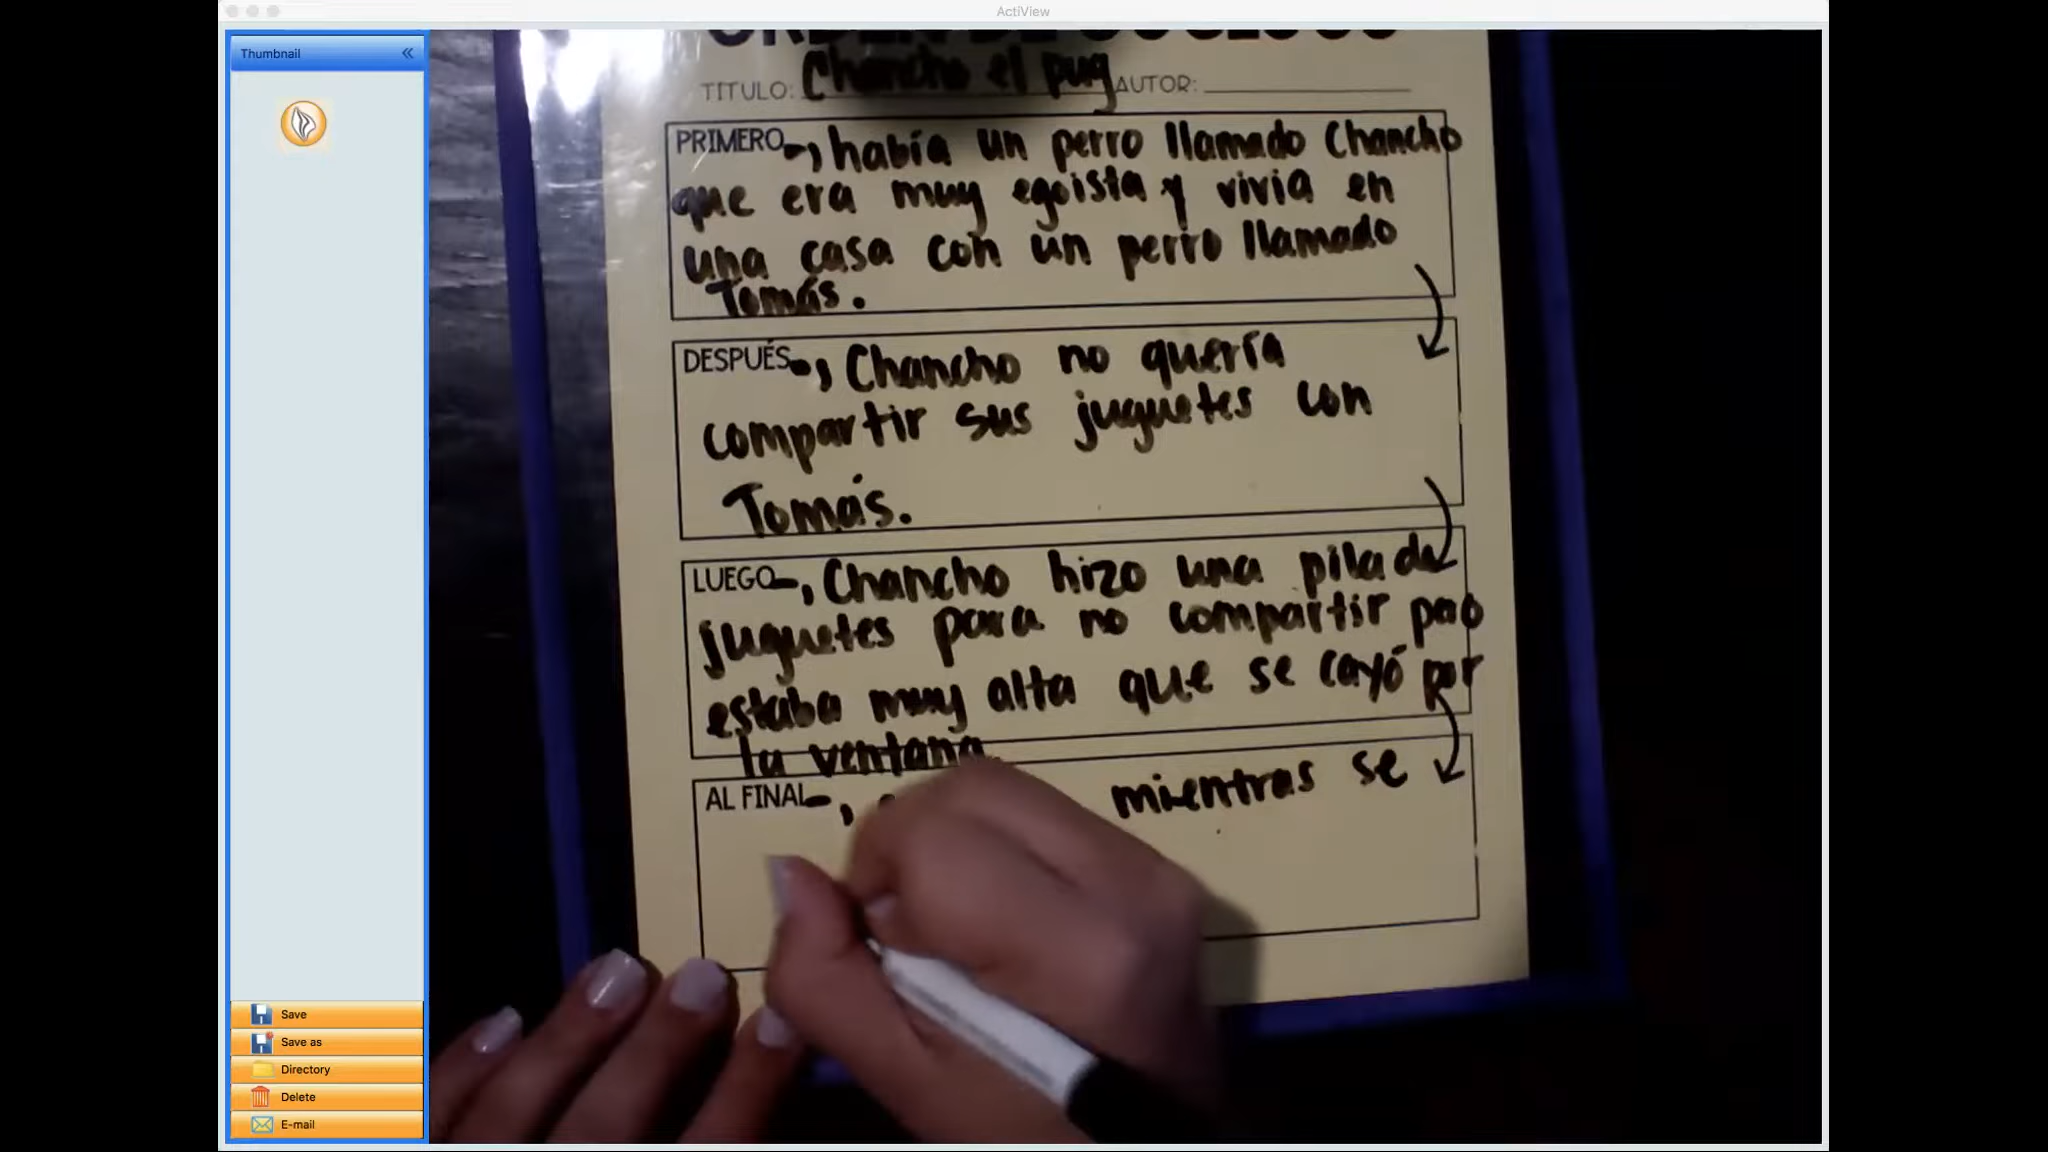 ActiView
Thumbnail
TITULO: Chancho el pug AUTOR:
PRIMERO, había un perro llamado Chancho
que era muy egoista y vivia en
una casa con un perro llamado
Tomás.
DESPUÉS, Chancho no quería
compartir sus juguetes con
Tomás.
LUEGO, Chancho hizo una pila de
juguetes para no compartir pero
estaba muy alta que se cayó por
la ventana
AL FINAL, mientras se
Save
Save as
Directory
Delete
E-mail